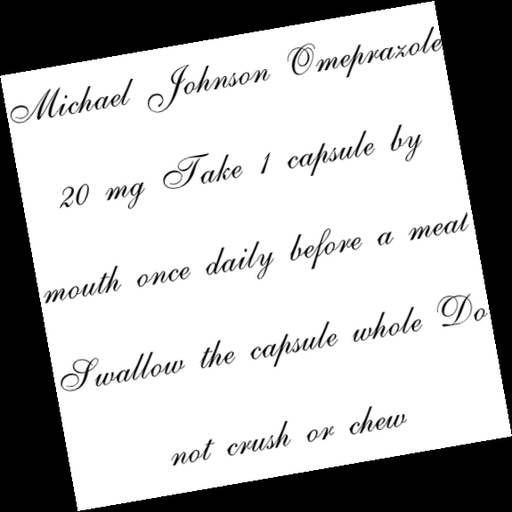 Michael Johnson Omeprazole
20 mg Take 1 capsule by
mouth once daily before a meal
Swallow the capsule whole Do
not crush or chew